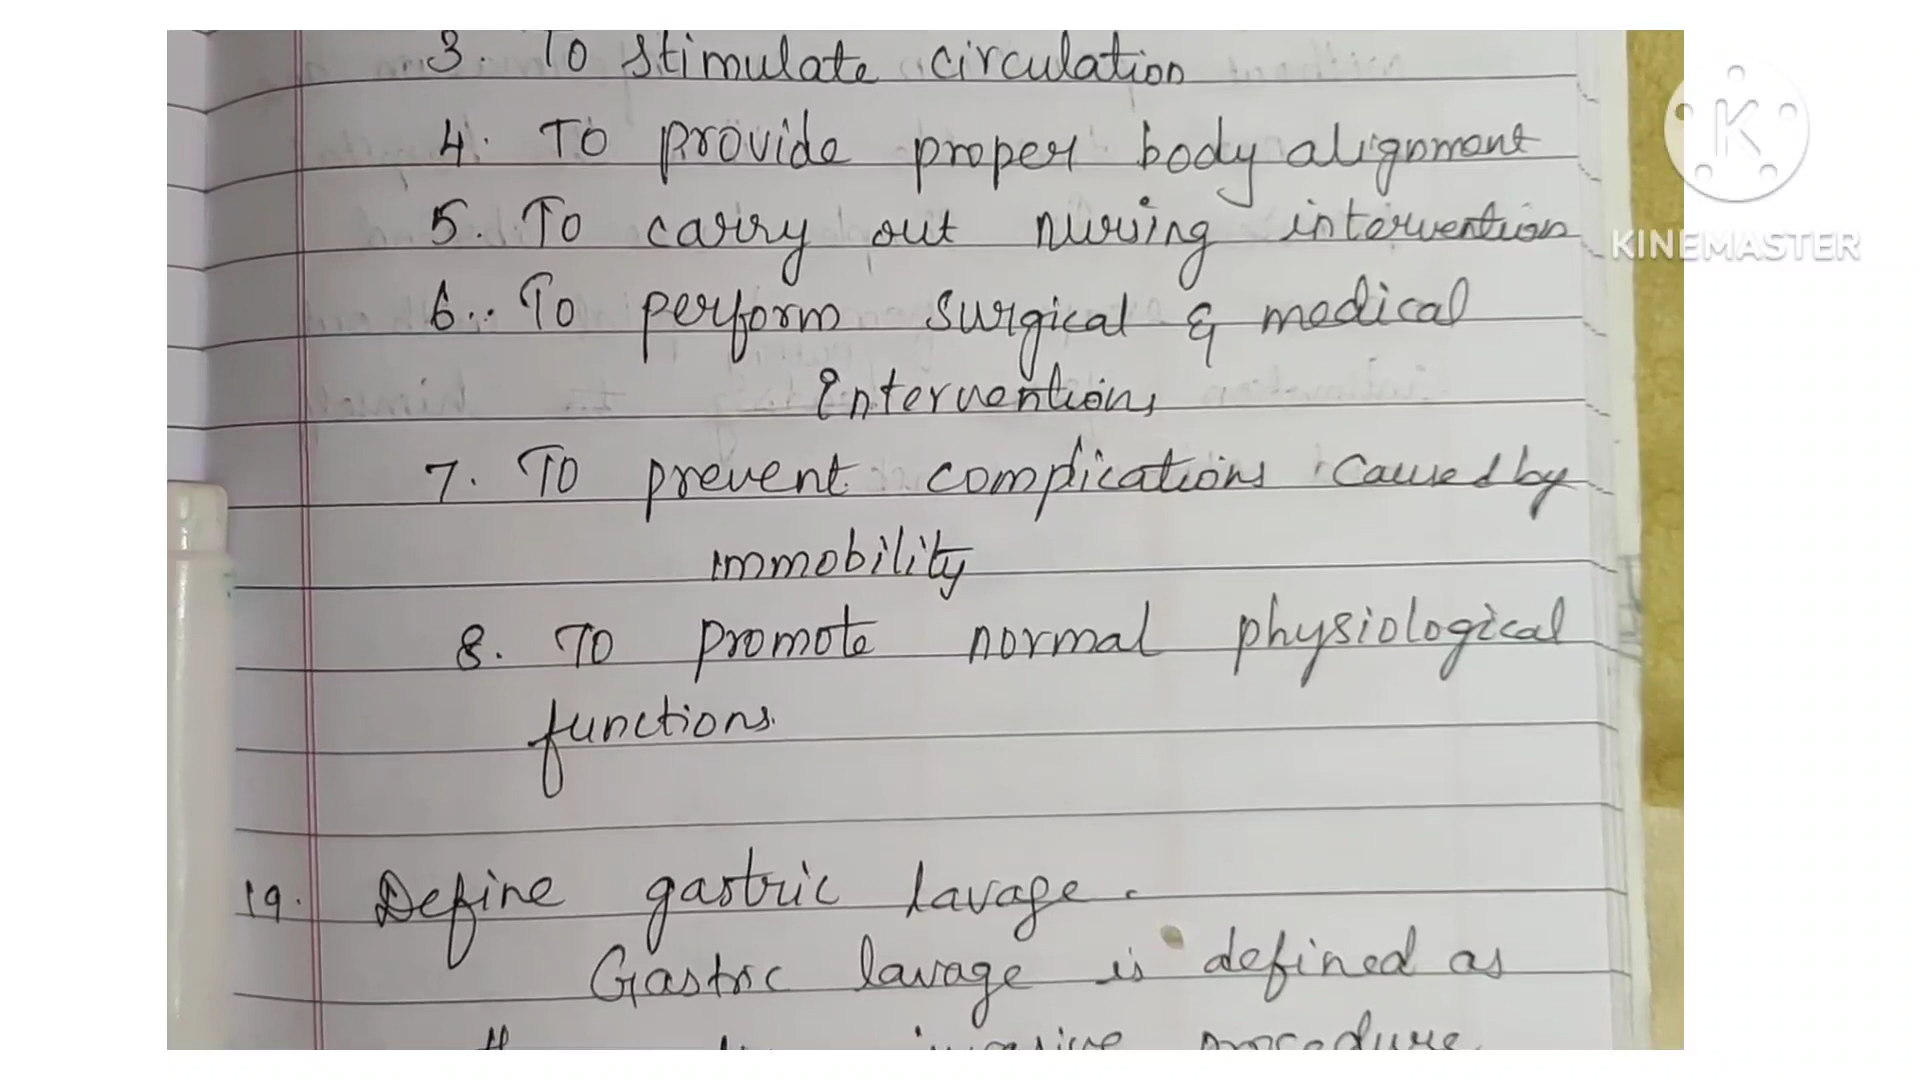 3. To stimulate circulation
4. To provide proper body alignment
5. To carry out nursing intervention
6. To perform surgical & medical
Interventions
7. To prevent complications caused by
immobility
8. To promote normal physiological
functions.
19. Define gastric lavage.
Gastric lavage is defined as
invasive procedure
K
KINEMASTER